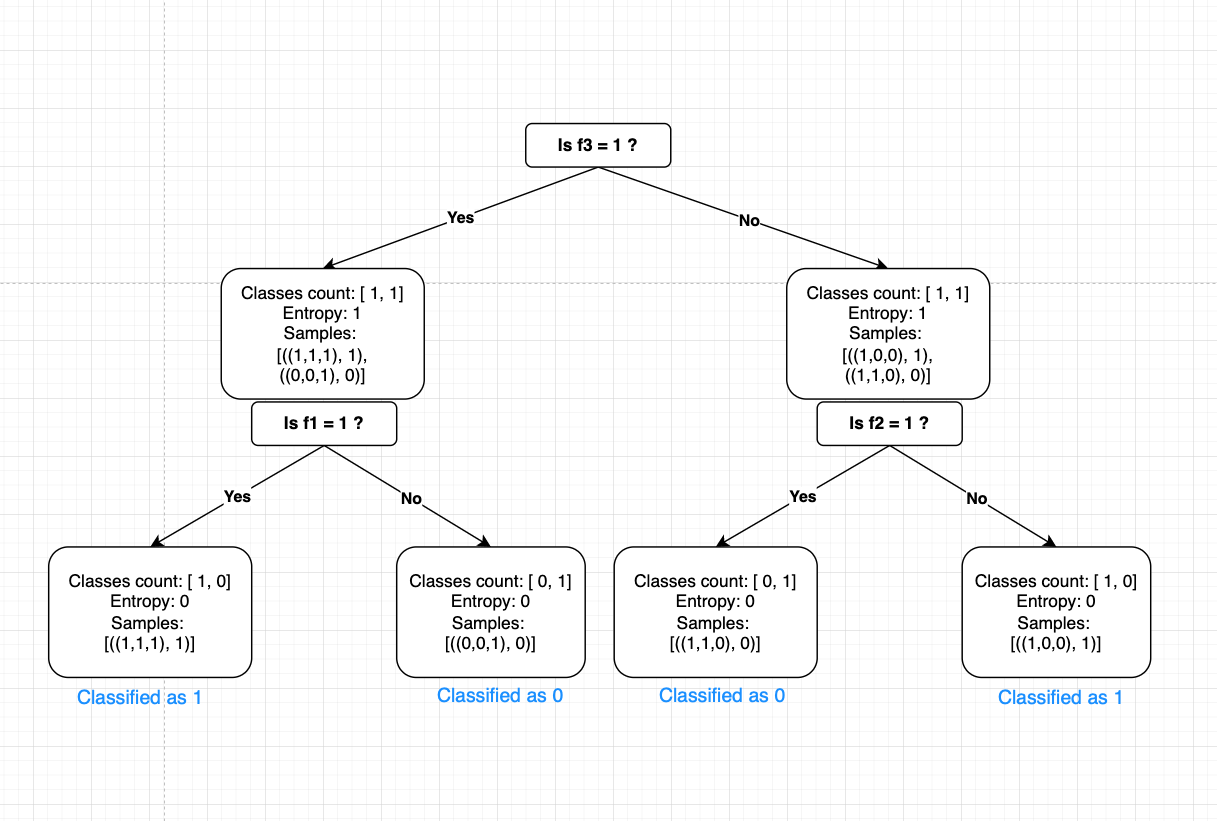 Is f3 = 1 ?
Yes
No
Classes count: [ 1, 1]
Entropy: 1
Samples:
[((1,1,1), 1),
((0,0,1), 0)]
Classes count: [ 1, 1]
Entropy: 1
Samples:
[((1,0,0), 1),
((1,1,0), 0)]
Is f1 = 1 ?
Is f2 = 1 ?
Yes
No
Yes
No
Classes count: [ 1, 0]
Entropy: 0
Samples:
[((1,1,1), 1)]
Classes count: [ 0, 1]
Entropy: 0
Samples:
[((0,0,1), 0)]
Classes count: [ 0, 1]
Entropy: 0
Samples:
[((1,1,0), 0)]
Classes count: [ 1, 0]
Entropy: 0
Samples:
[((1,0,0), 1)]
Classified as 1
Classified as 0
Classified as 0
Classified as 1